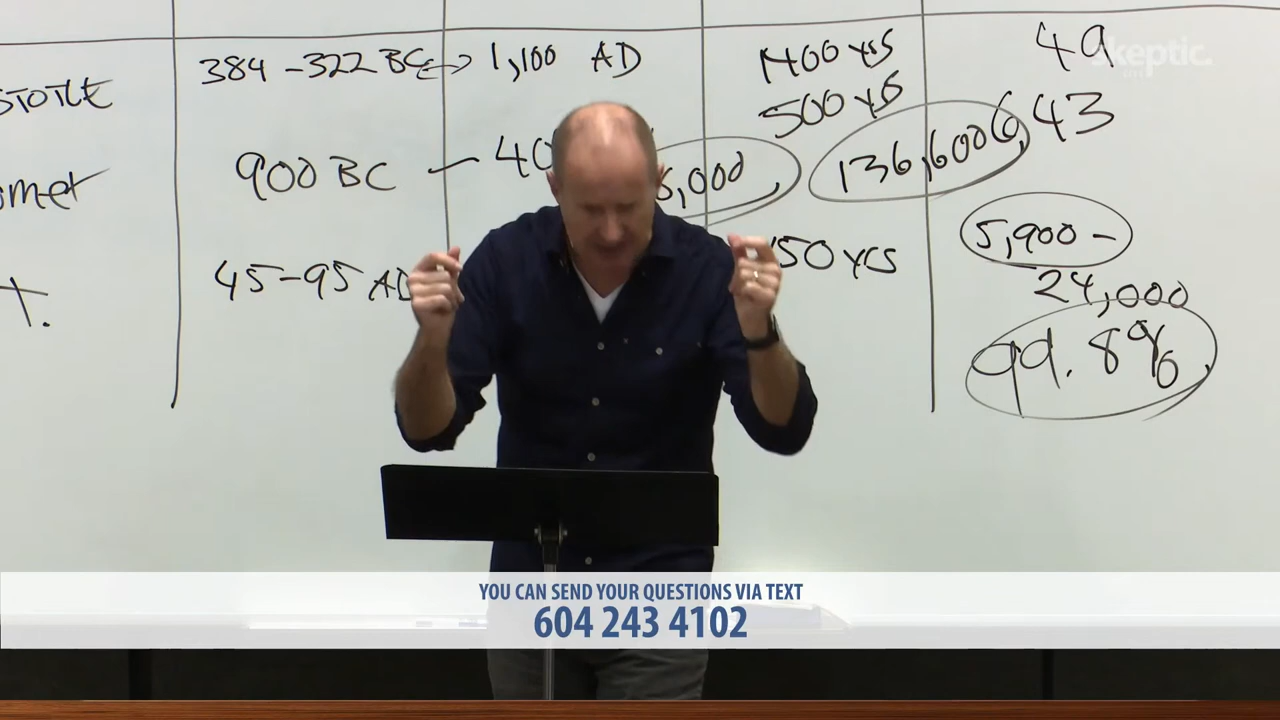 384 - 322 BC → 1,100 AD 1400 yrs 49
STOTLE 500 yrs
omer 900 BC — 40 5,000 136,600 643
45-95 AD 150 yrs 5,900 -
T. 24,000
99.8%
skeptic.
YOU CAN SEND YOUR QUESTIONS VIA TEXT
604 243 4102